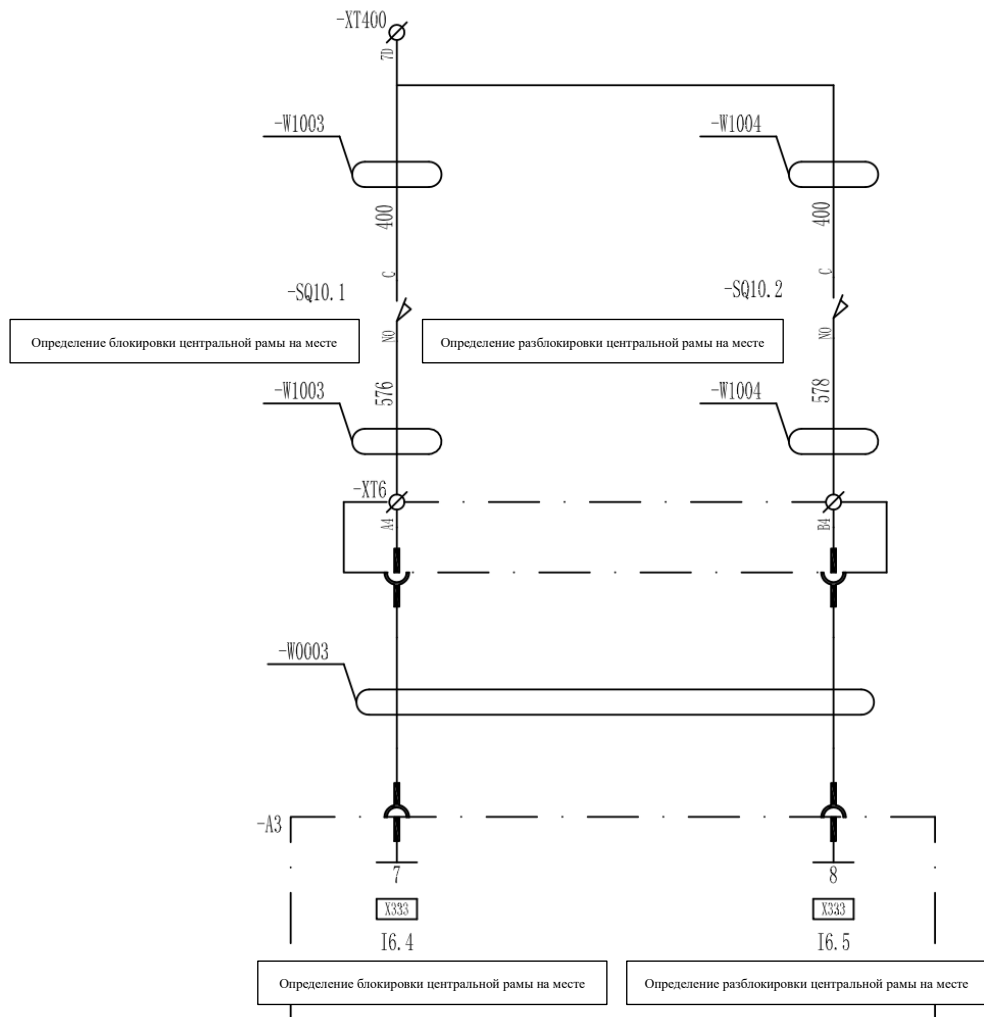 -XT400
7D
-W1003
-W1004
400
400
C
C
-SQ10.1
-SQ10.2
Определение блокировки центральной рамы на месте
Определение разблокировки центральной рамы на месте
NO
NO
-W1003
576
-W1004
578
-XT6
A4
B4
-W0003
-A3
7
8
X333
X333
I6.4
I6.5
Определение блокировки центральной рамы на месте
Определение разблокировки центральной рамы на месте